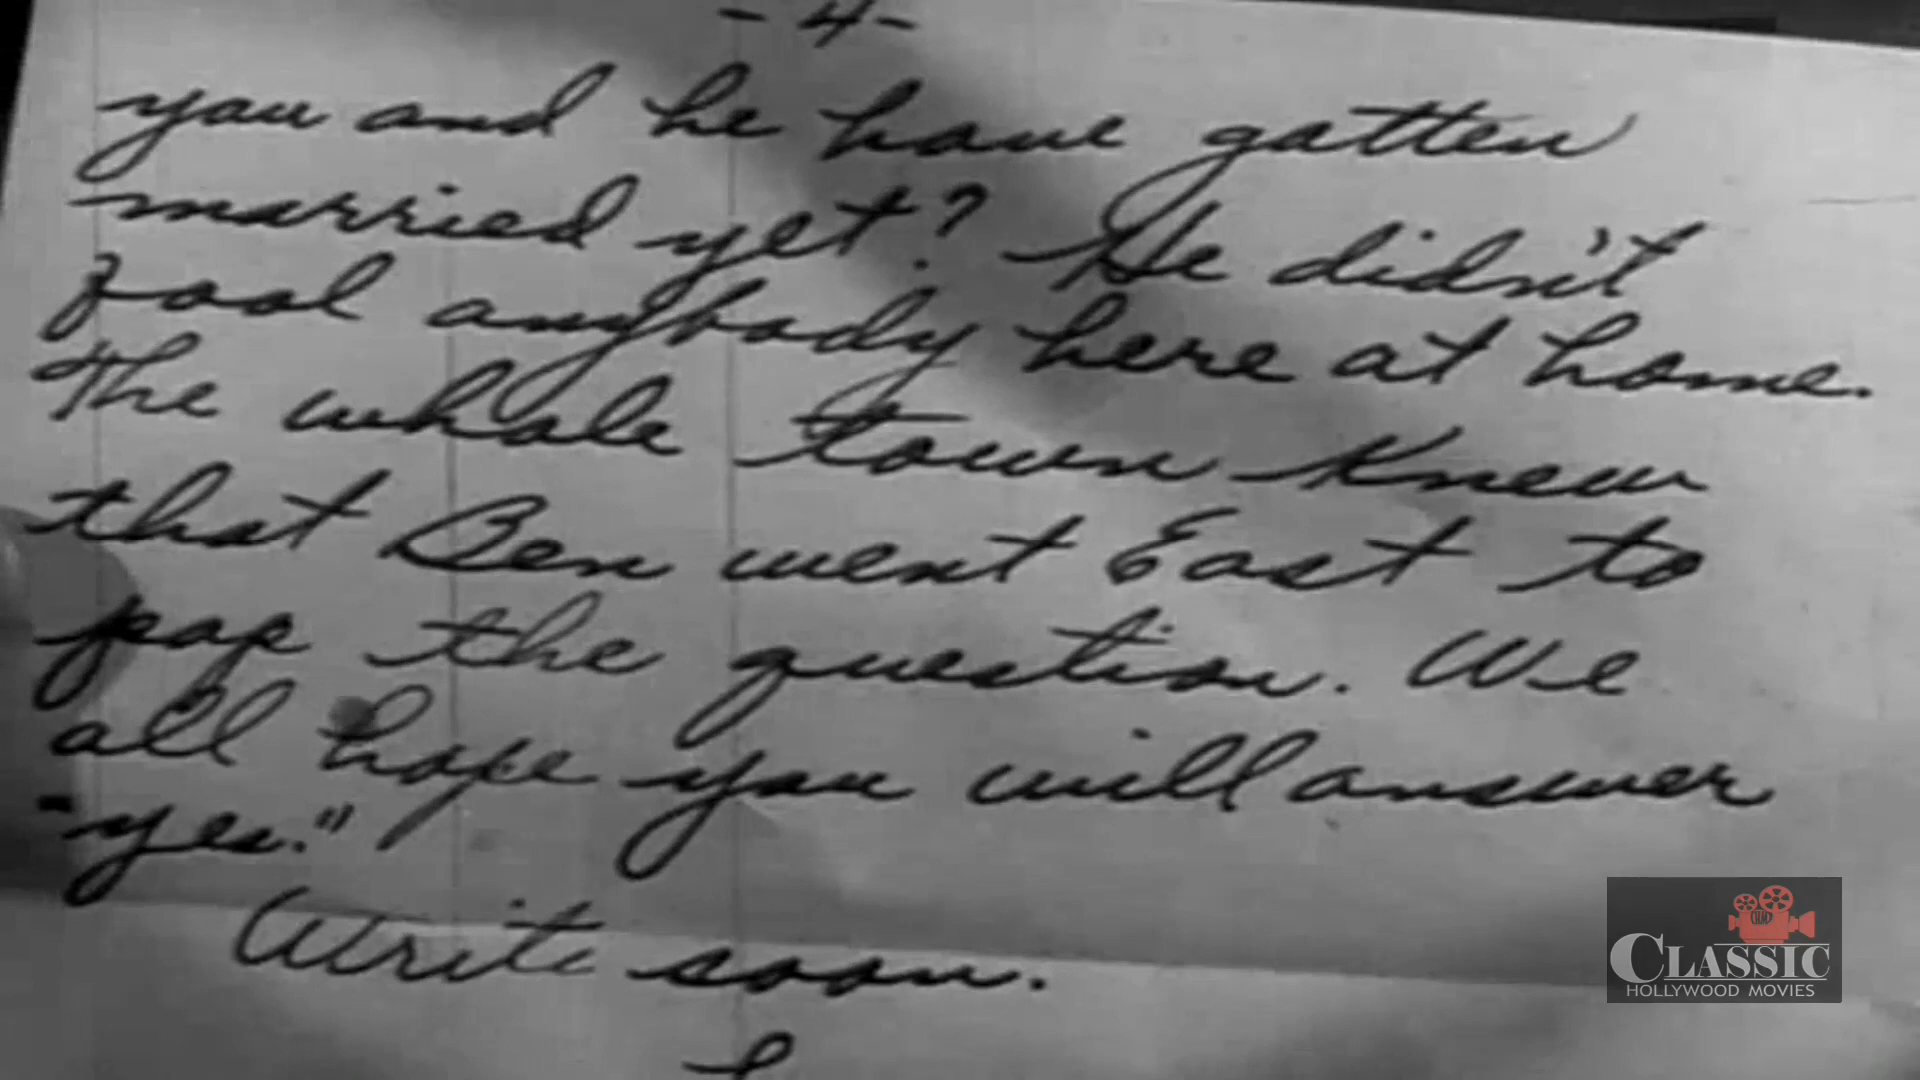 - 4 -
you and he have gotten
married yet? He didn't
fool anybody here at home.
The whole town knew
that Ben went East to
pop the question. We
all hope you will answer
"yes."
Write soon.
CHM
CLASSIC
HOLLYWOOD MOVIES